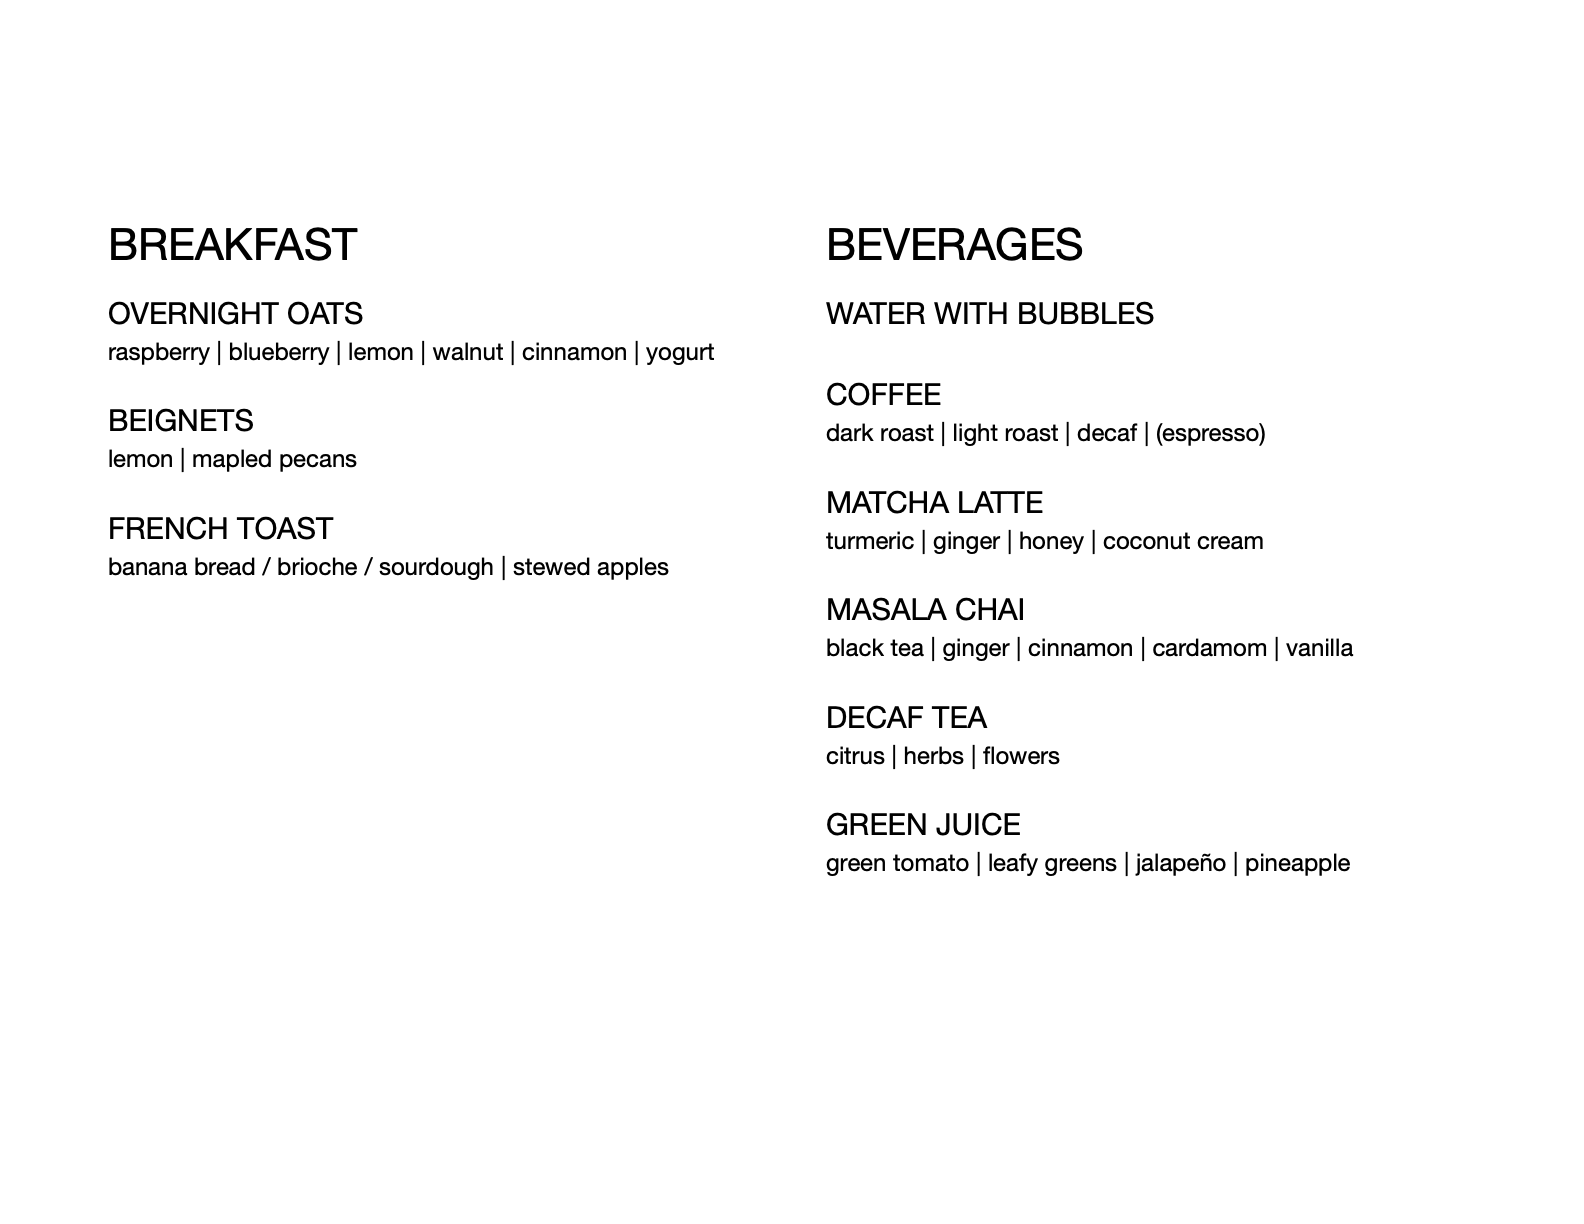 BREAKFAST
OVERNIGHT OATS
raspberry | blueberry | lemon | walnut | cinnamon | yogurt
BEIGNETS
lemon | mapled pecans
FRENCH TOAST
banana bread / brioche / sourdough | stewed apples
BEVERAGES
WATER WITH BUBBLES
COFFEE
dark roast | light roast | decaf | (espresso)
MATCHA LATTE
turmeric | ginger | honey | coconut cream
MASALA CHAI
black tea | ginger | cinnamon | cardamom | vanilla
DECAF TEA
citrus | herbs | flowers
GREEN JUICE
green tomato | leafy greens | jalapeño | pineapple